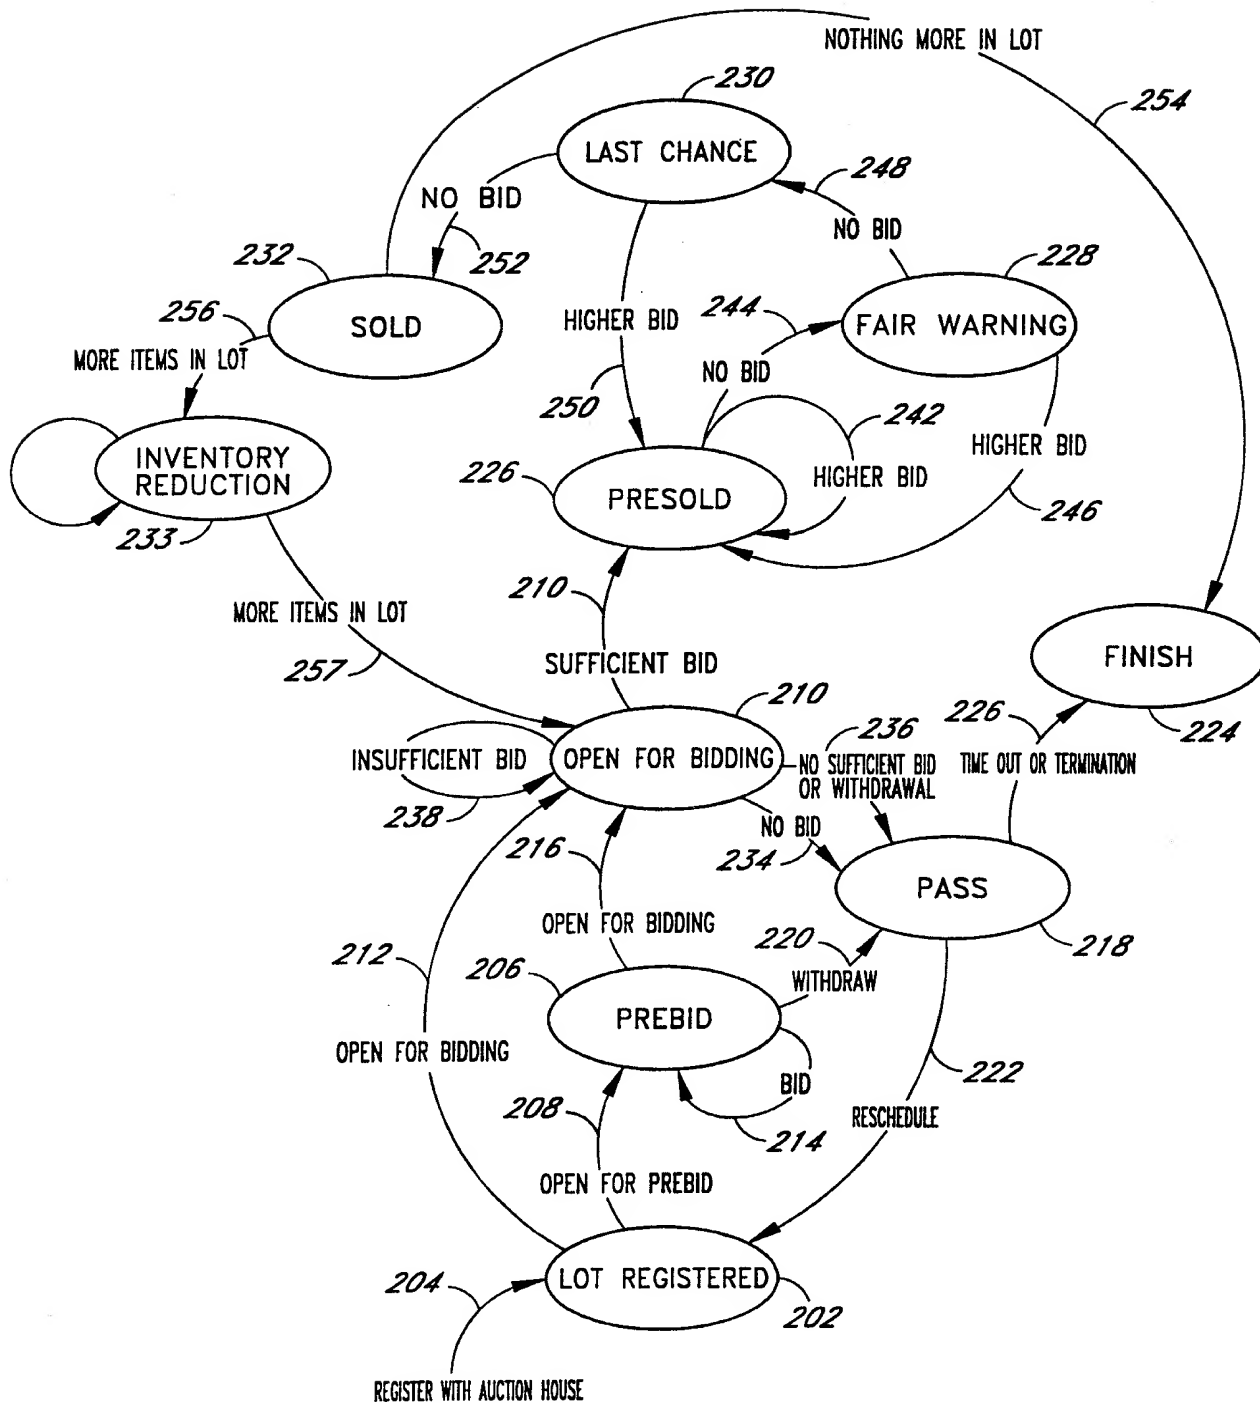 NOTHING MORE IN LOT
230
254
LAST CHANCE
248
NO BID
NO BID
232
252
228
256
SOLD
244
FAIR WARNING
HIGHER BID
MORE ITEMS IN LOT
NO BID
250
242
INVENTORY
REDUCTION
226
PRESOLD
HIGHER BID
HIGHER BID
246
233
210
MORE ITEMS IN LOT
257
SUFFICIENT BID
FINISH
210
236
226
224
INSUFFICIENT BID
OPEN FOR BIDDING
NO SUFFICIENT BID
OR WITHDRAWAL
TIME OUT OR TERMINATION
238
NO BID
234
216
PASS
OPEN FOR BIDDING
212
206
220
218
WITHDRAW
PREBID
OPEN FOR BIDDING
BID
222
208
214
RESCHEDULE
OPEN FOR PREBID
204
LOT REGISTERED
202
REGISTER WITH AUCTION HOUSE